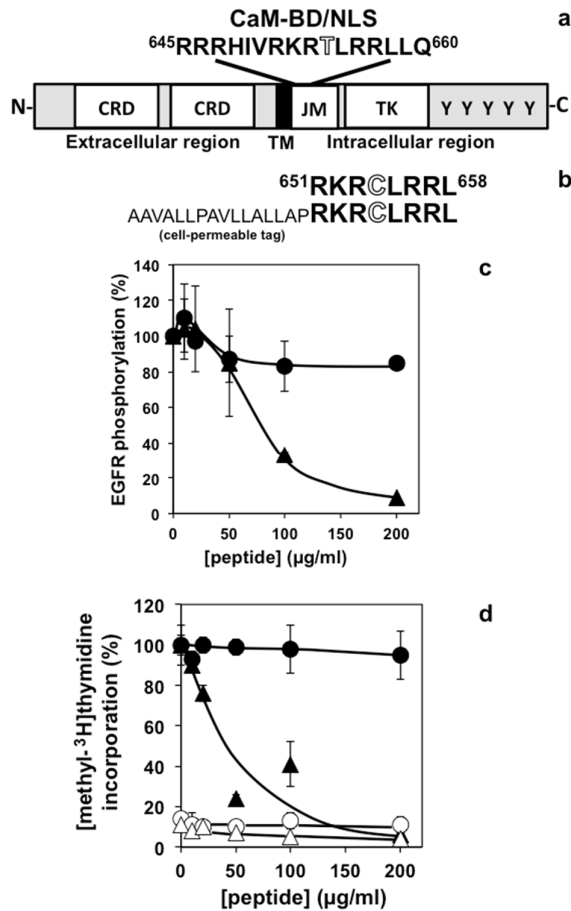 CaM-BD/NLS a
645RRRHIVRKRTLRRLLQ660
N- CRD CRD JM TK Y Y Y Y Y -C
Extracellular region TM Intracellular region
b
651RKRCLRRL658
AAVALLPAVLLALLAPRKRCLRRL
(cell-permeable tag)
c
EGFR phosphorylation (%)
140
120
100
80
60
40
20
0
0 50 100 150 200
[peptide] (µg/ml)
d
[methyl-3H]thymidine
incorporation (%)
120
100
80
60
40
20
0
0 50 100 150 200
[peptide] (µg/ml)